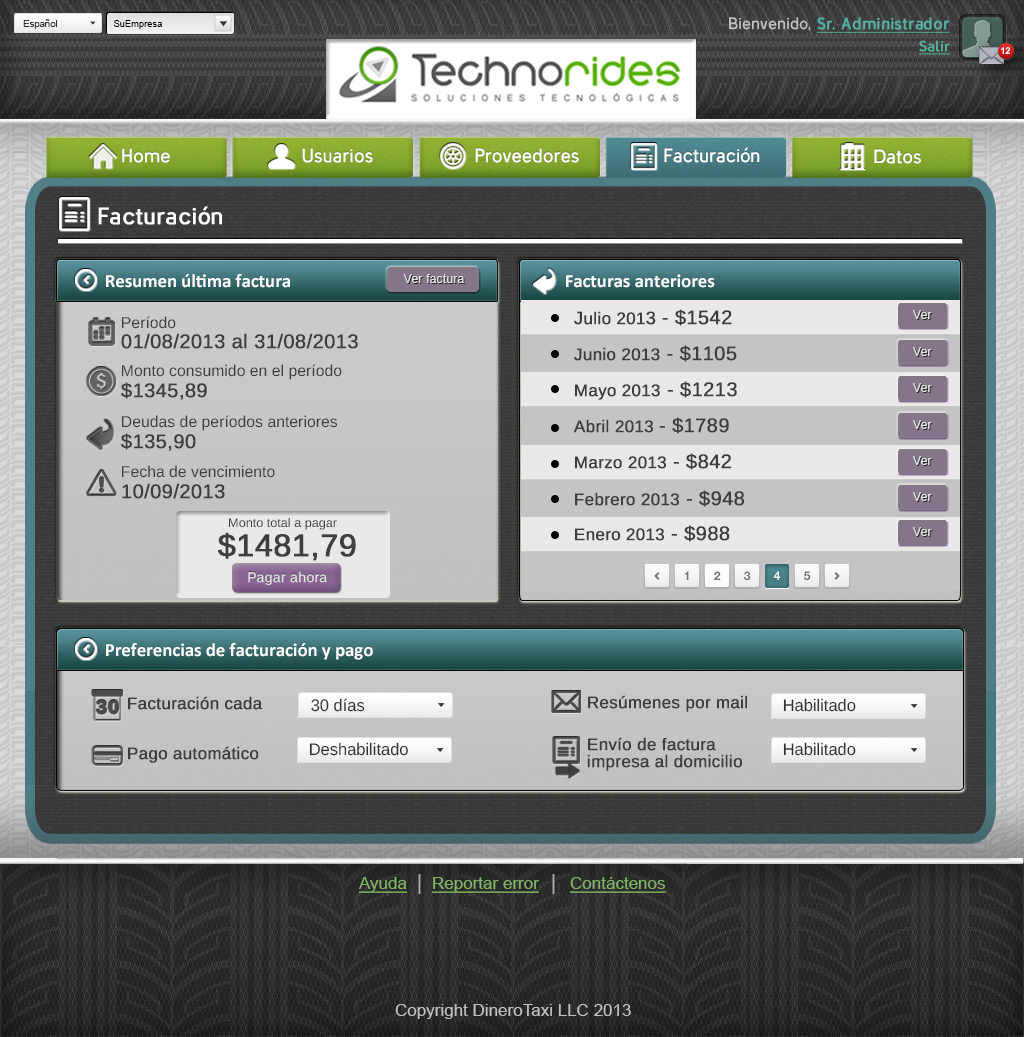 Español
SuEmpresa
Bienvenido, Sr. Administrador
Salir
12
Technorides
SOLUCIONES TECNOLÓGICAS
Home
Usuarios
Proveedores
Facturación
Datos
Facturación
Resumen última factura
Ver factura
Período
01/08/2013 al 31/08/2013
Monto consumido en el período
$1345,89
Deudas de períodos anteriores
$135,90
Fecha de vencimiento
10/09/2013
Monto total a pagar
$1481,79
Pagar ahora
Facturas anteriores
Julio 2013 - $1542 Ver
Junio 2013 - $1105 Ver
Mayo 2013 - $1213 Ver
Abril 2013 - $1789 Ver
Marzo 2013 - $842 Ver
Febrero 2013 - $948 Ver
Enero 2013 - $988 Ver
‹ 1 2 3 4 5 ›
Preferencias de facturación y pago
30 Facturación cada 30 días
Pago automático Deshabilitado
Resúmenes por mail Habilitado
Envío de factura
impresa al domicilio
Habilitado
Ayuda | Reportar error | Contáctenos
Copyright DineroTaxi LLC 2013